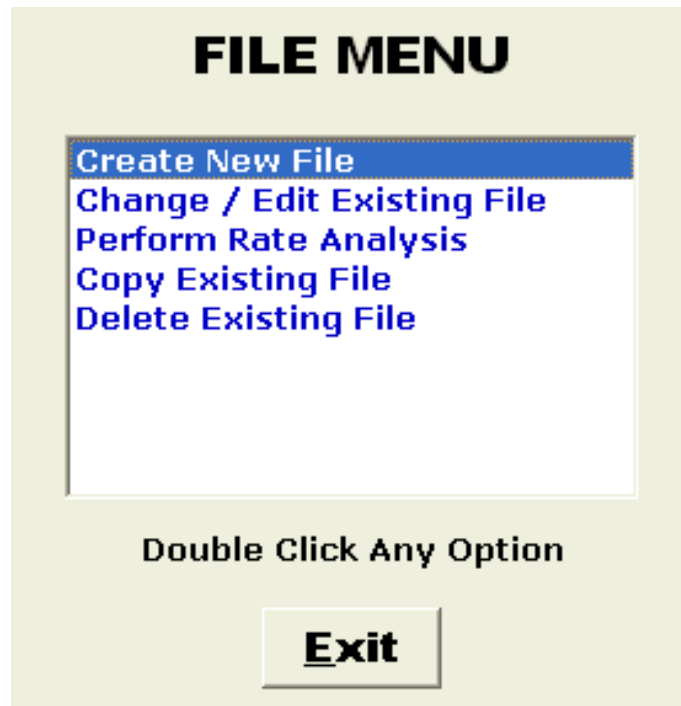 FILE MENU
Create New File
Change / Edit Existing File
Perform Rate Analysis
Copy Existing File
Delete Existing File
Double Click Any Option
Exit